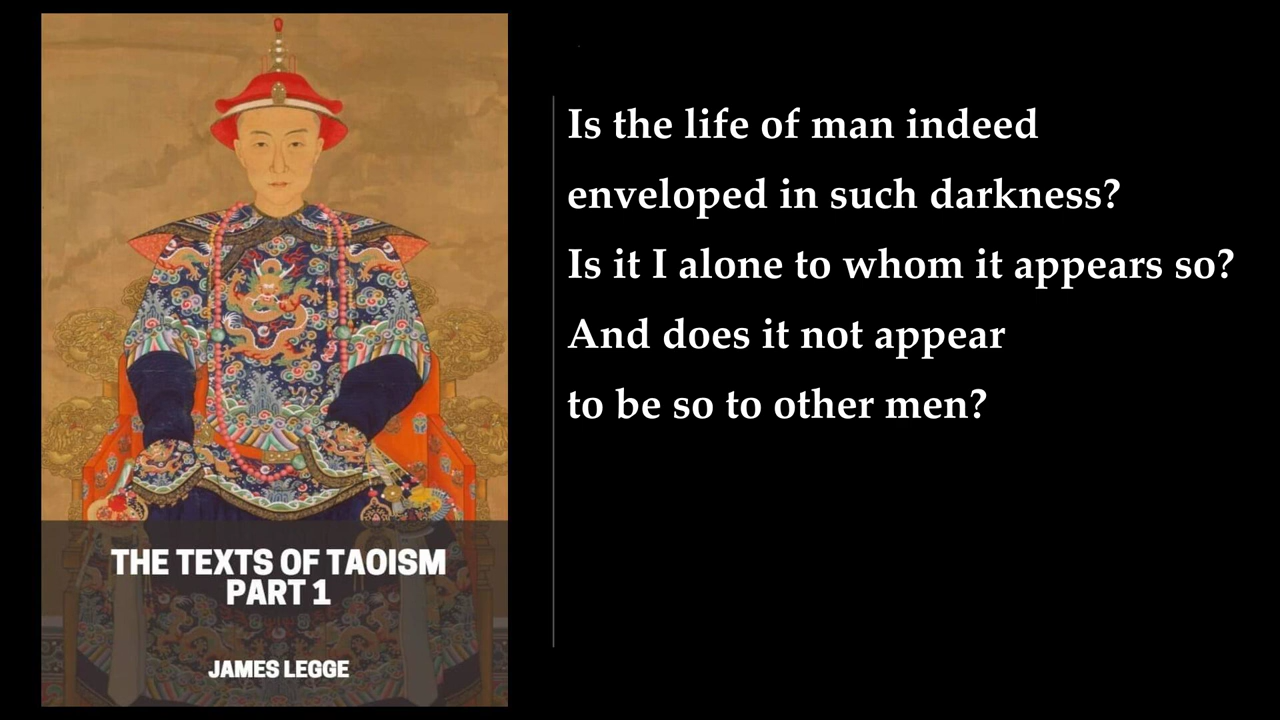 THE TEXTS OF TAOISM
PART 1
JAMES LEGGE
Is the life of man indeed
enveloped in such darkness?
Is it I alone to whom it appears so?
And does it not appear
to be so to other men?